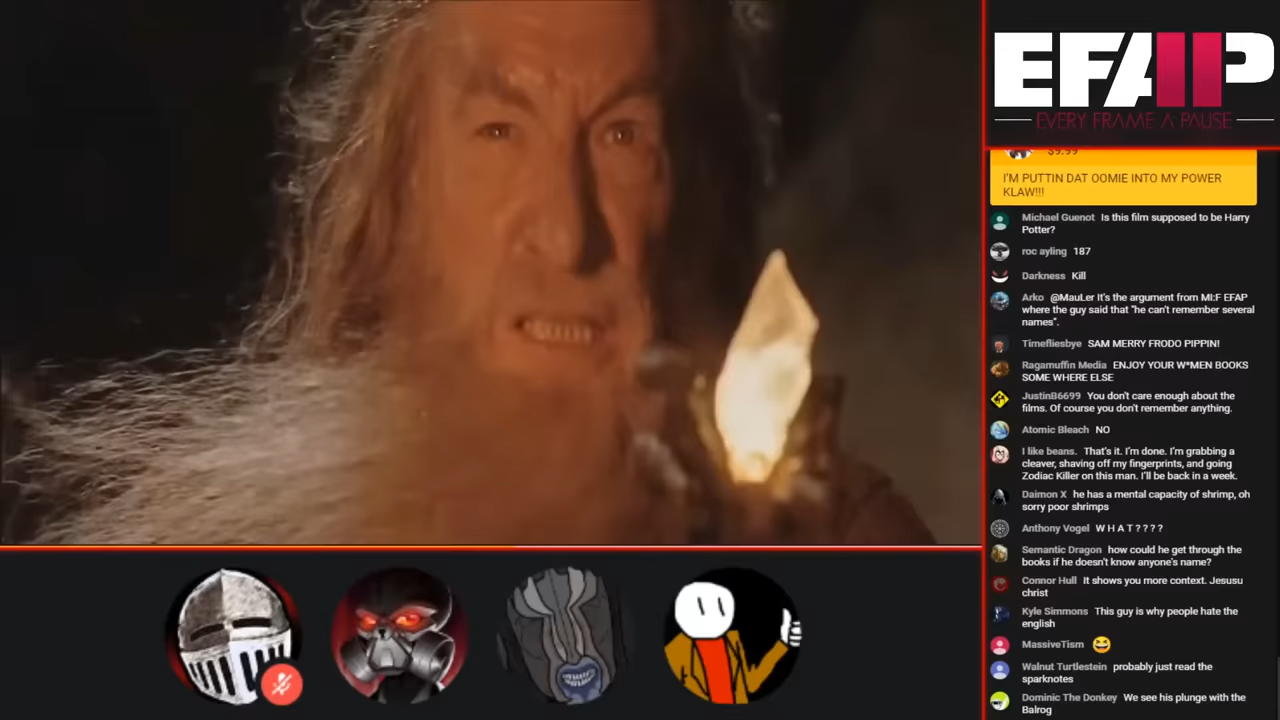 EFAP
EVERY FRAME A PAUSE
$9.99
I'M PUTTIN DAT OOMIE INTO MY POWER
KLAW!!!
Michael Guenot Is this film supposed to be Harry
Potter?
roc ayling 187
Darkness Kill
Arko @MauLer It's the argument from MI:F EFAP
where the guy said that "he can't remember several
names".
Timefliesbye SAM MERRY FRODO PIPPIN!
Ragamuffin Media ENJOY YOUR W*MEN BOOKS
SOME WHERE ELSE
JustinB6699 You don't care enough about the
films. Of course you don't remember anything.
Atomic Bleach NO
I like beans. That's it. I'm done. I'm grabbing a
cleaver, shaving off my fingerprints, and going
Zodiac Killer on this man. I'll be back in a week.
Daimon X he has a mental capacity of shrimp, oh
sorry poor shrimps
Anthony Vogel W H A T ? ? ? ?
Semantic Dragon how could he get through the
books if he doesn't know anyone's name?
Connor Hull It shows you more context. Jesusu
christ
Kyle Simmons This guy is why people hate the
english
MassiveTism 😆
Walnut Turtlestein probably just read the
sparknotes
Dominic The Donkey We see his plunge with the
Balrog